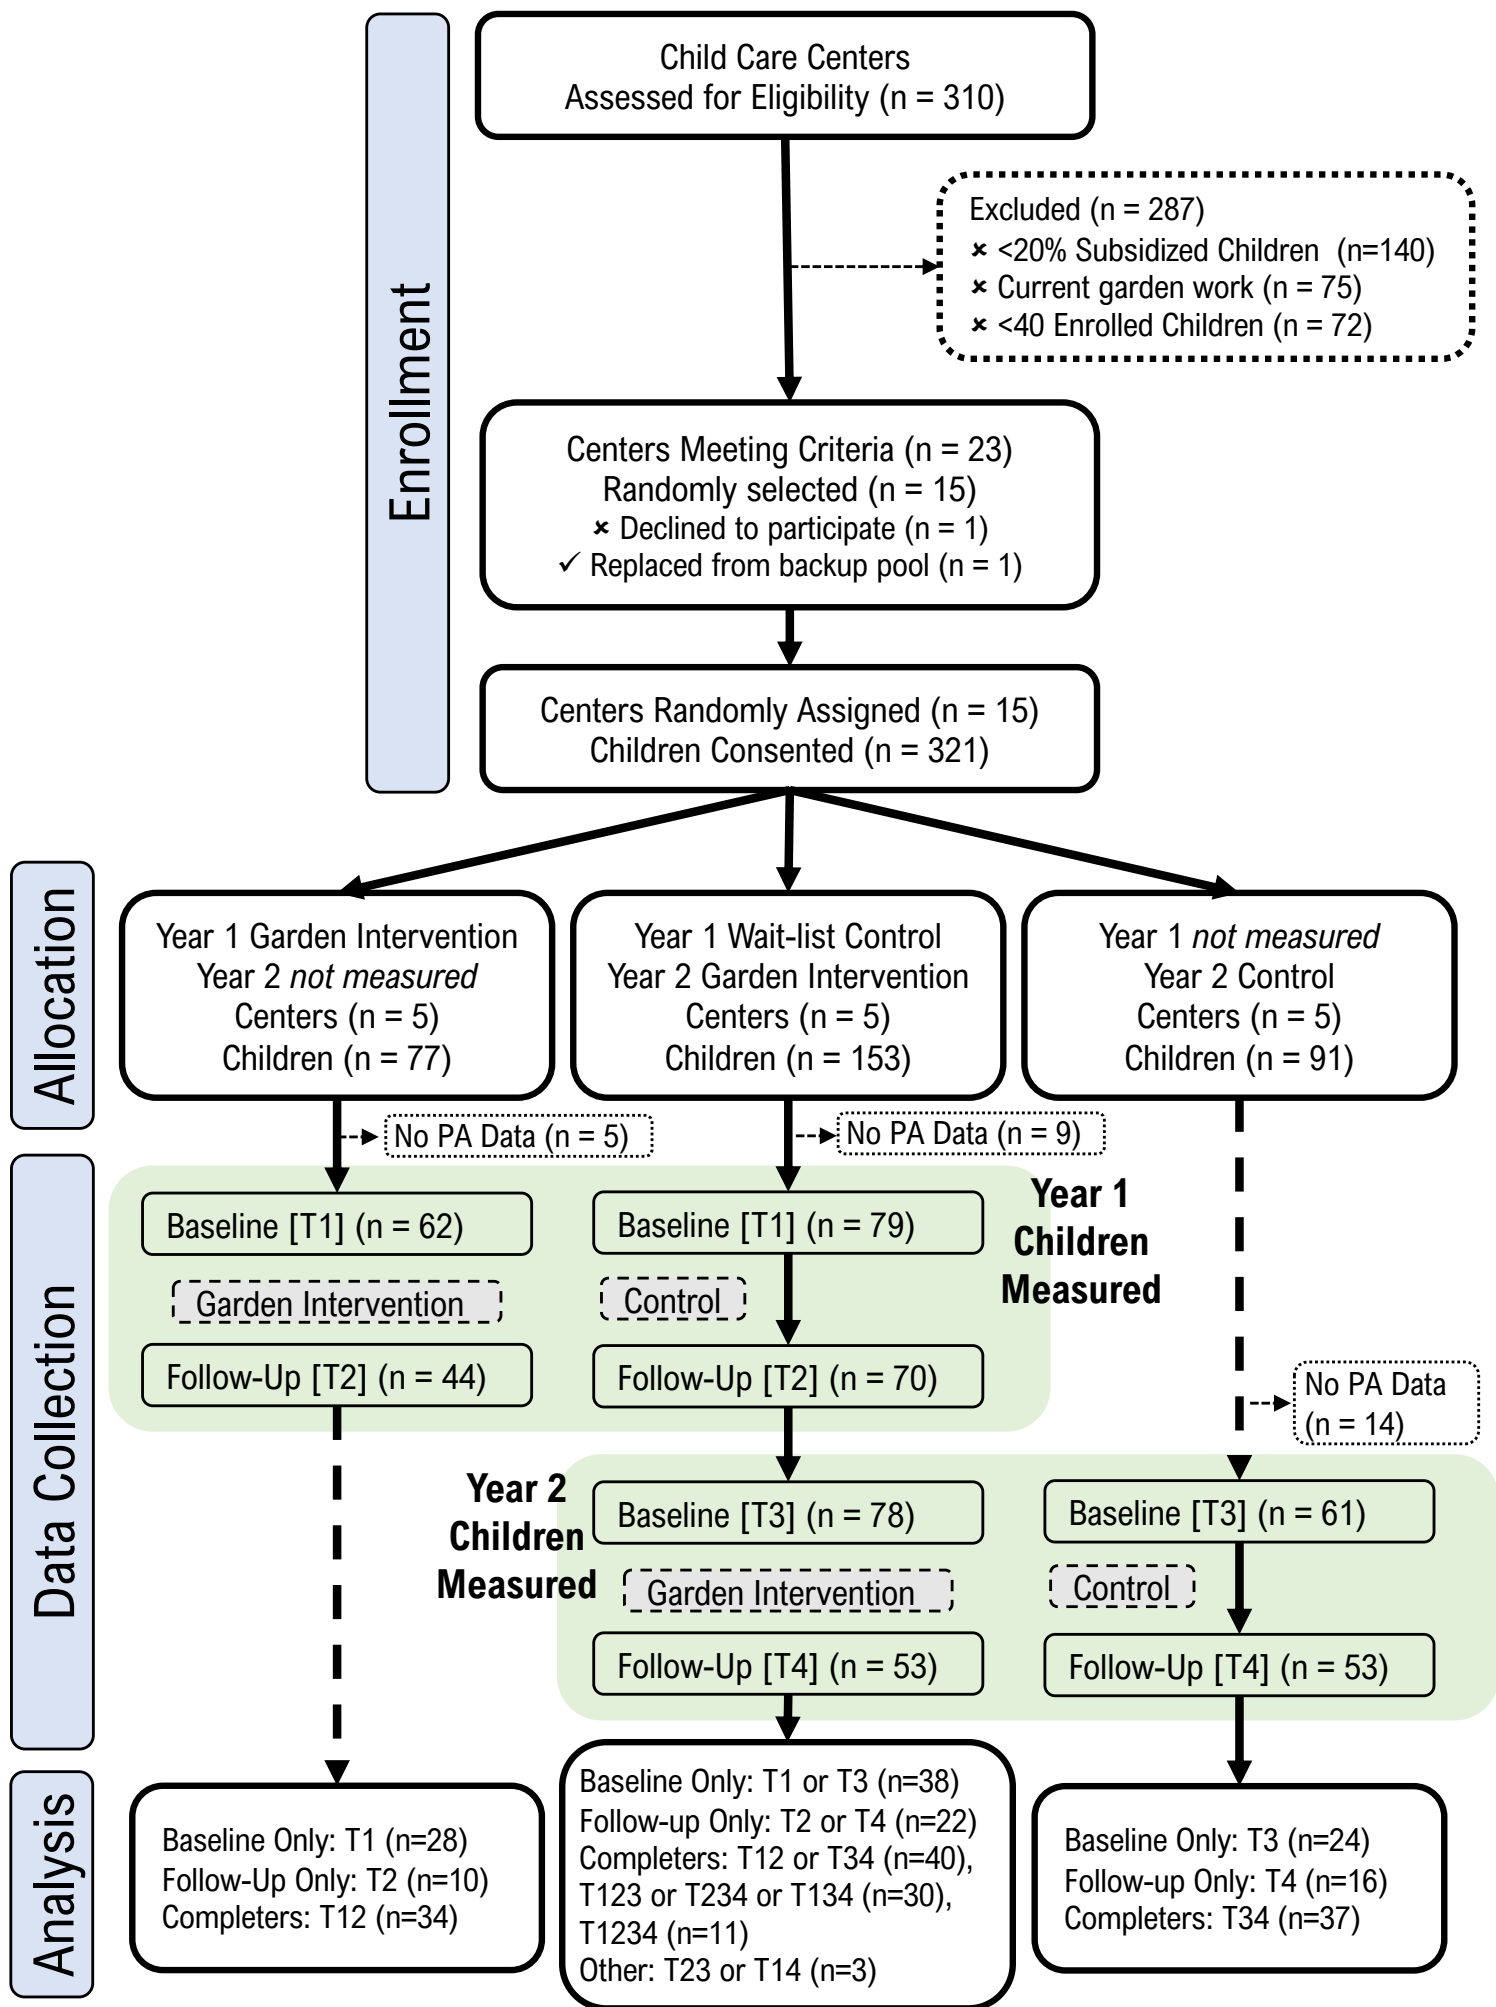 Enrollment
Child Care Centers
Assessed for Eligibility (n = 310)
Excluded (n = 287)
× <20% Subsidized Children (n=140)
× Current garden work (n = 75)
× <40 Enrolled Children (n = 72)
Centers Meeting Criteria (n = 23)
Randomly selected (n = 15)
× Declined to participate (n = 1)
✓ Replaced from backup pool (n = 1)
Centers Randomly Assigned (n = 15)
Children Consented (n = 321)
Allocation
Year 1 Garden Intervention
Year 2 not measured
Centers (n = 5)
Children (n = 77)
Year 1 Wait-list Control
Year 2 Garden Intervention
Centers (n = 5)
Children (n = 153)
Year 1 not measured
Year 2 Control
Centers (n = 5)
Children (n = 91)
No PA Data (n = 5)
No PA Data (n = 9)
Data Collection
Baseline [T1] (n = 62)
Garden Intervention
Follow-Up [T2] (n = 44)
Baseline [T1] (n = 79)
Control
Follow-Up [T2] (n = 70)
Year 1
Children
Measured
No PA Data
(n = 14)
Year 2
Children
Measured
Baseline [T3] (n = 78)
Garden Intervention
Follow-Up [T4] (n = 53)
Baseline [T3] (n = 61)
Control
Follow-Up [T4] (n = 53)
Analysis
Baseline Only: T1 (n=28)
Follow-Up Only: T2 (n=10)
Completers: T12 (n=34)
Baseline Only: T1 or T3 (n=38)
Follow-up Only: T2 or T4 (n=22)
Completers: T12 or T34 (n=40),
T123 or T234 or T134 (n=30),
T1234 (n=11)
Other: T23 or T14 (n=3)
Baseline Only: T3 (n=24)
Follow-up Only: T4 (n=16)
Completers: T34 (n=37)